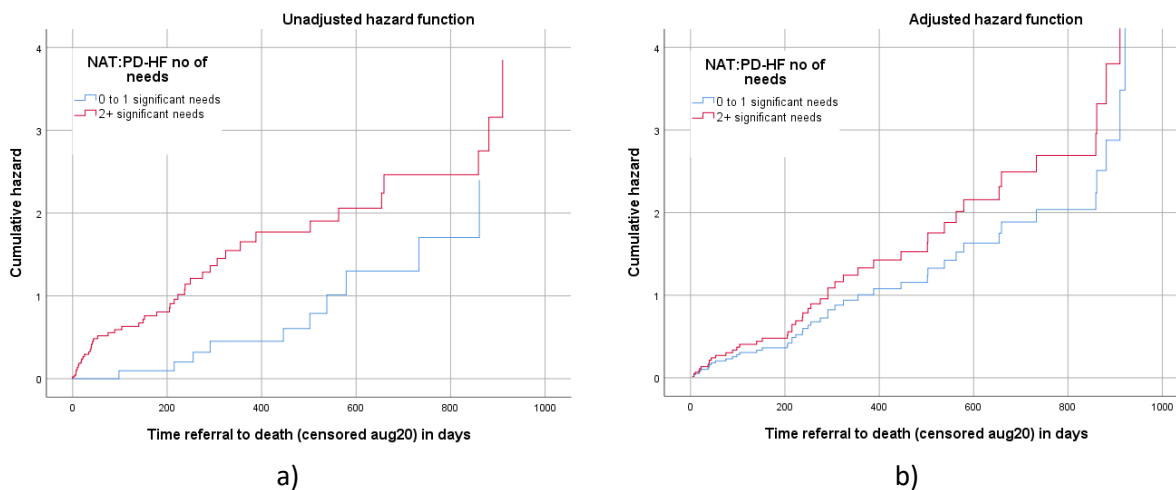 Unadjusted hazard function
NAT:PD-HF no of
needs
0 to 1 significant needs
2+ significant needs
Cumulative hazard
4
3
2
1
0
0 200 400 600 800 1000
Time referral to death (censored aug20) in days
a)
Adjusted hazard function
NAT:PD-HF no of
needs
0 to 1 significant needs
2+ significant needs
Cumulative hazard
4
3
2
1
0
0 200 400 600 800 1000
Time referral to death (censored aug20) in days
b)